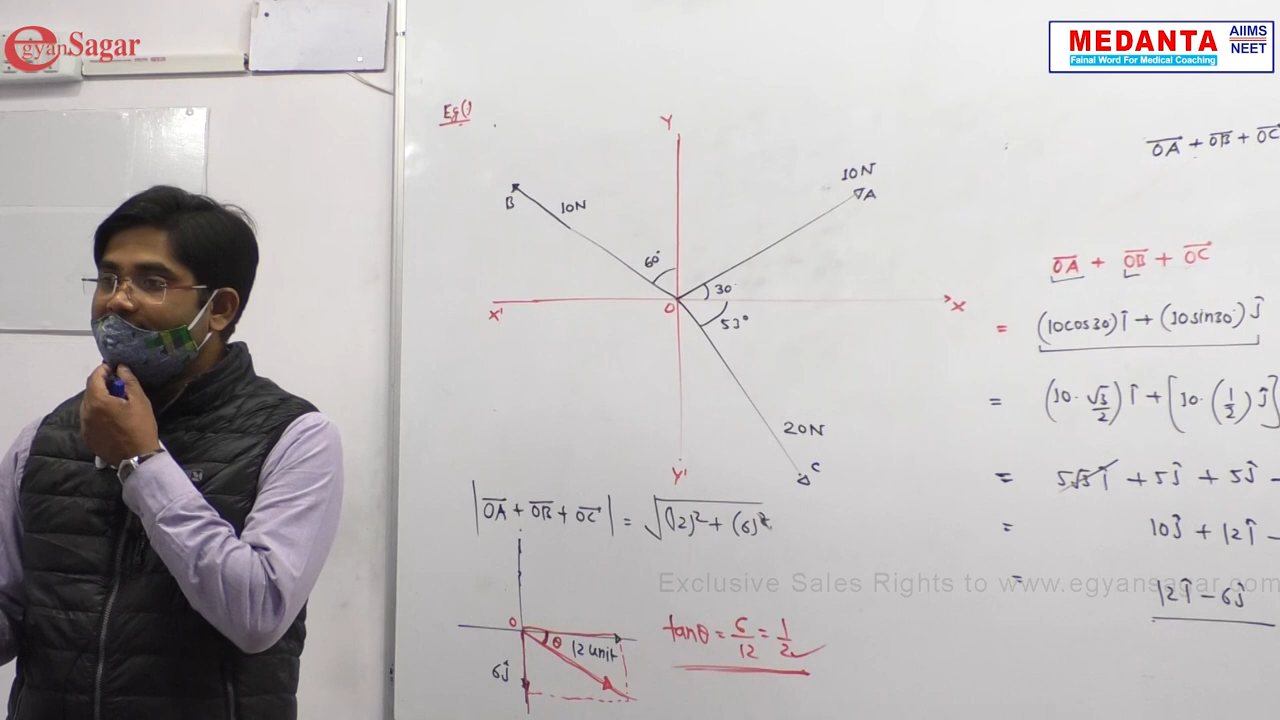 egyanSagar
MEDANTA AIIMS NEET
Fainal Word For Medical Coaching
Eg(1)
Y
10N
A
B
10N
60°
30°
X'
O
X
53°
20N
C
Y'
|OA + OB + OC| = √(12)² + (6)²
O
θ
12 unit
6ĵ
tanθ = 6/12 = 1/2
OA + OB + OC
OA + OB + OC
= (10cos30°)î + (10sin30°)ĵ
= (10·√3/2)î + [10·(1/2)ĵ]
= 5√3î + 5ĵ + 5ĵ -
= 10ĵ + 12î -
= 12î - 6ĵ
Exclusive Sales Rights to www.egyansagar.com